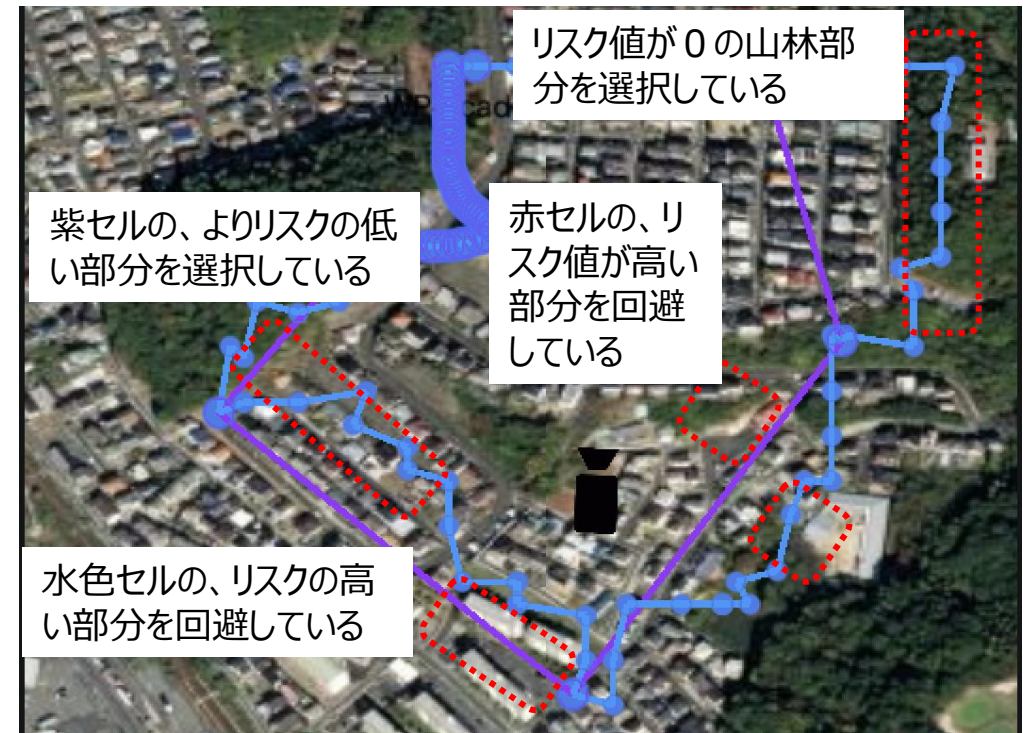 リスク値が０の山林部
分を選択している
紫セルの、よりリスクの低
い部分を選択している
赤セルの、リ
スク値が高い
部分を回避
している
水色セルの、リスクの高
い部分を回避している